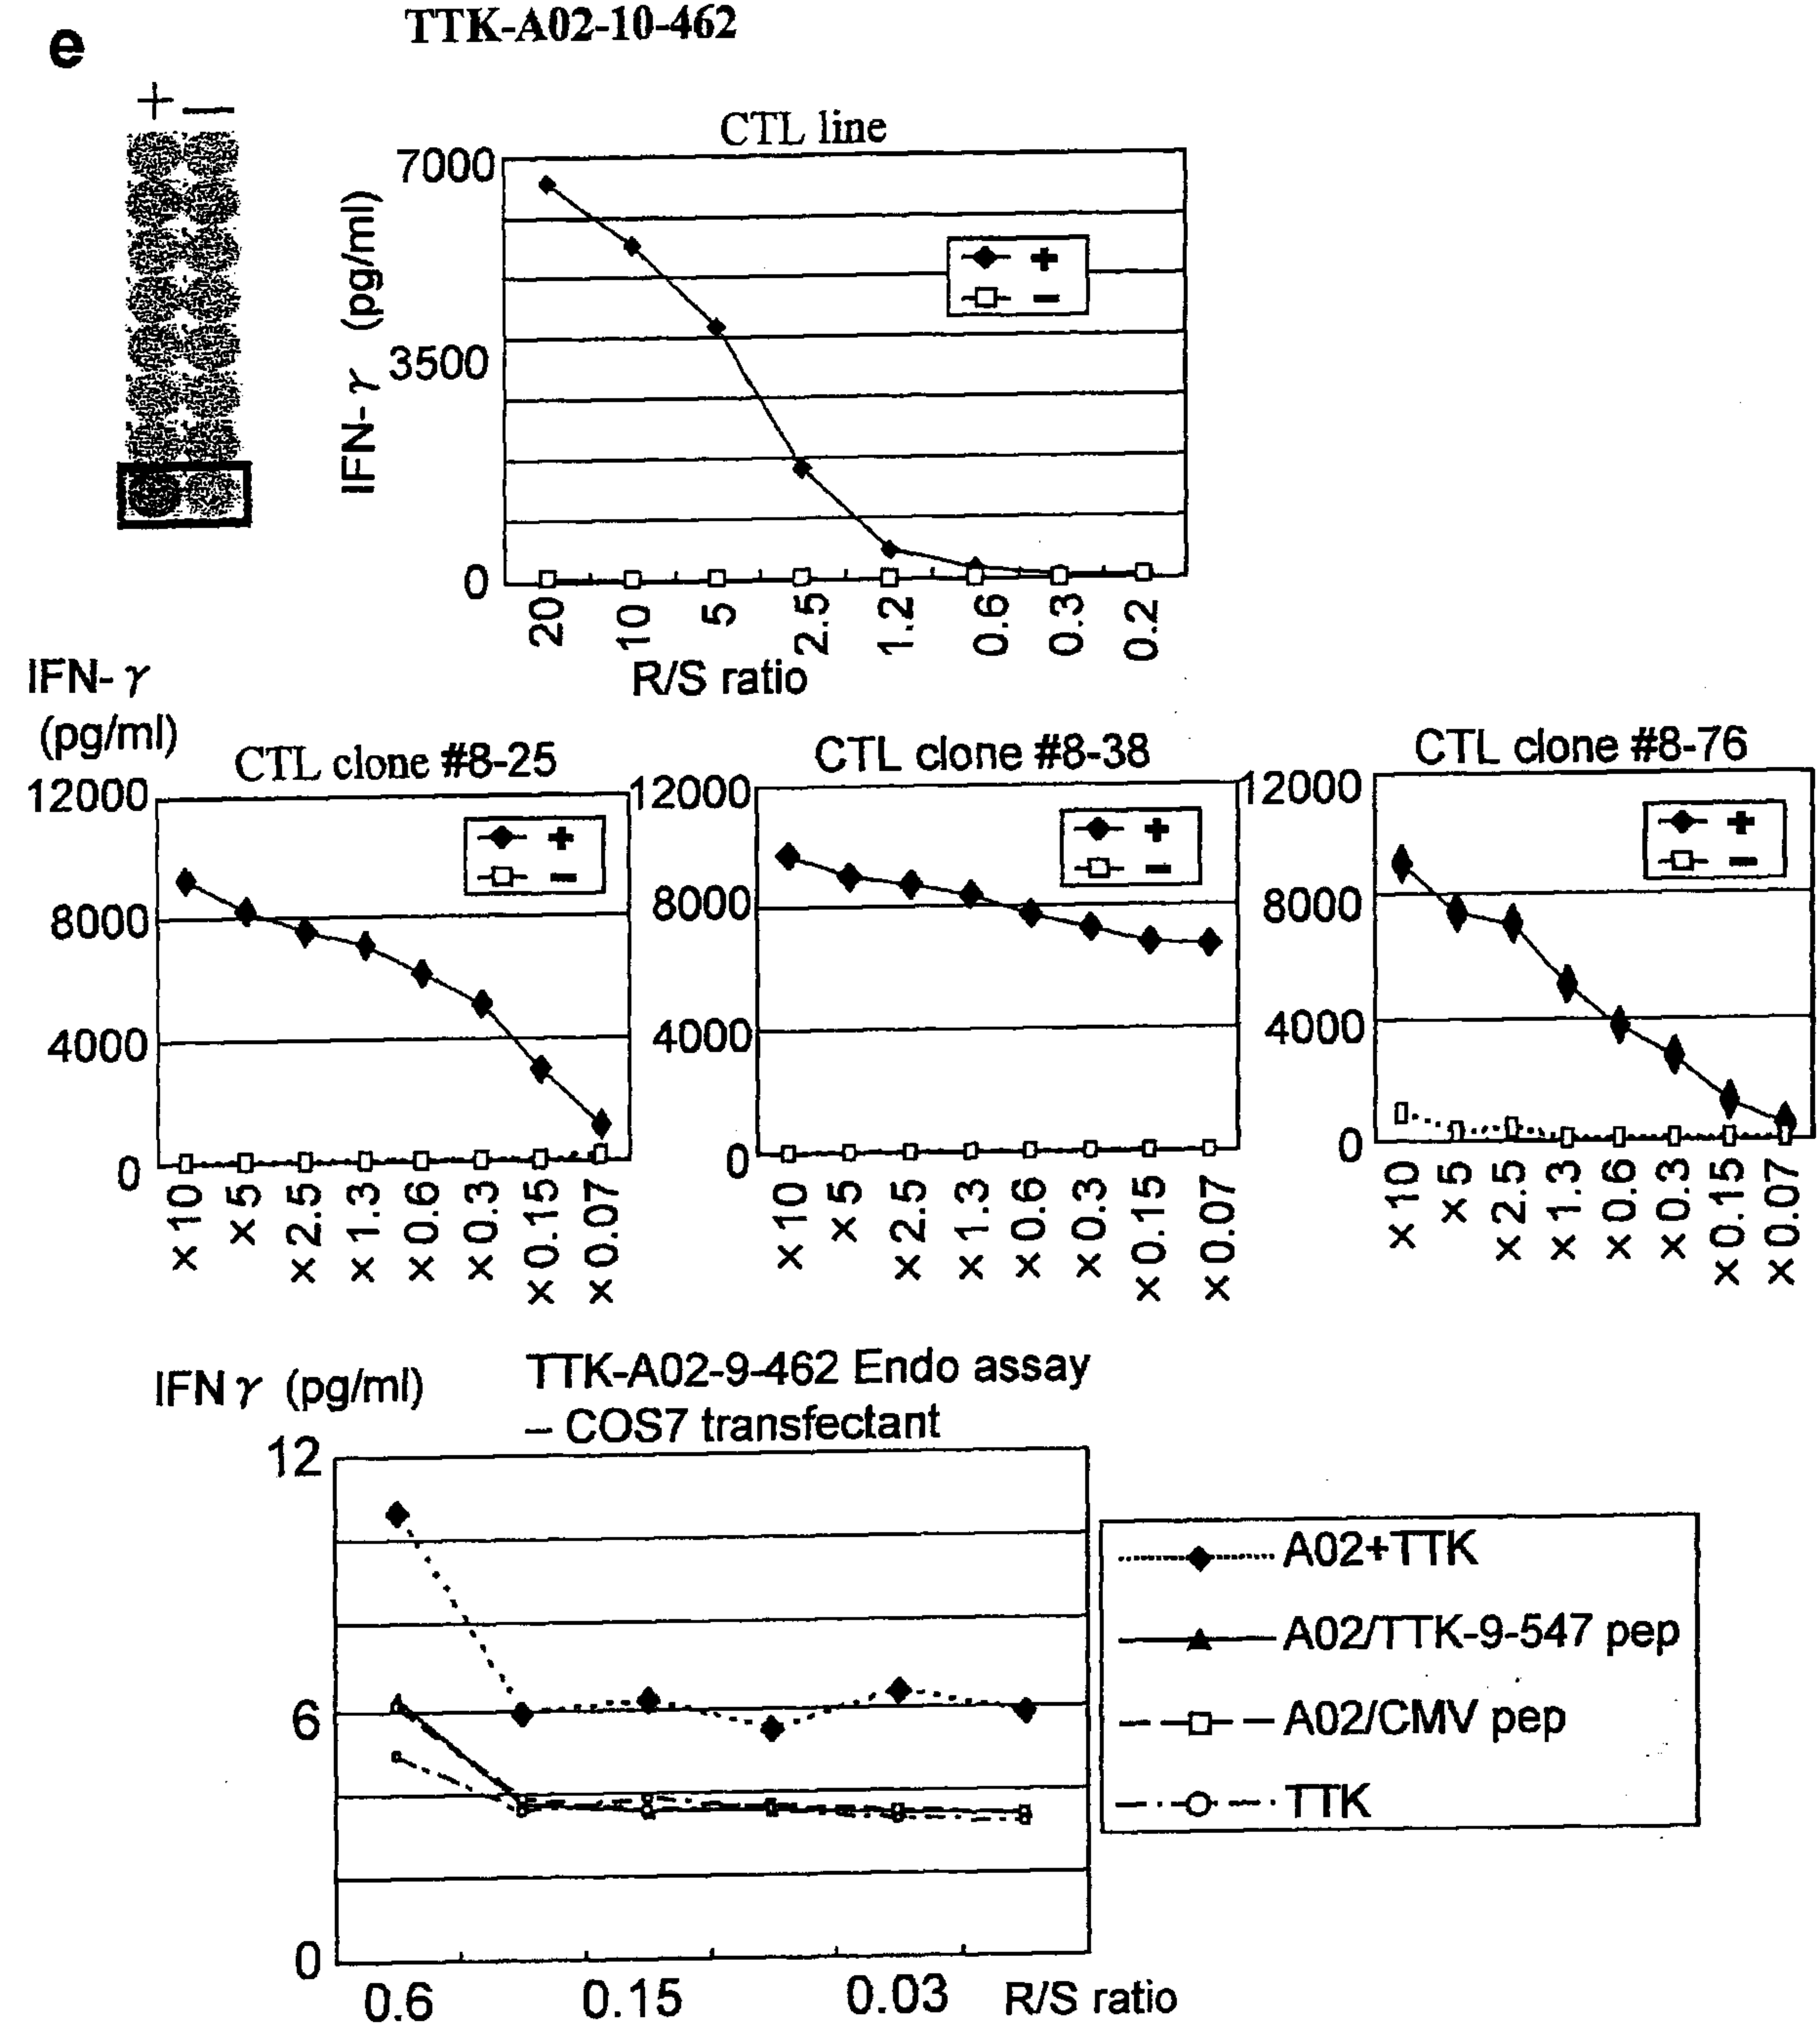 e
TTK-A02-10-462
+ −
CTL line
IFN-γ (pg/ml)
7000
3500
0
+
−
20 10 5 2.5 1.2 0.6 0.3 0.2
R/S ratio
IFN-γ
(pg/ml)
CTL clone #8-25
12000
8000
4000
0
+
−
×10 ×5 ×2.5 ×1.3 ×0.6 ×0.3 ×0.15 ×0.07
CTL clone #8-38
12000
8000
4000
0
+
−
×10 ×5 ×2.5 ×1.3 ×0.6 ×0.3 ×0.15 ×0.07
CTL clone #8-76
12000
8000
4000
0
+
−
×10 ×5 ×2.5 ×1.3 ×0.6 ×0.3 ×0.15 ×0.07
IFNγ (pg/ml)
TTK-A02-9-462 Endo assay
– COS7 transfectant
12
6
0
0.6 0.15 0.03 R/S ratio
A02+TTK
A02/TTK-9-547 pep
A02/CMV pep
TTK